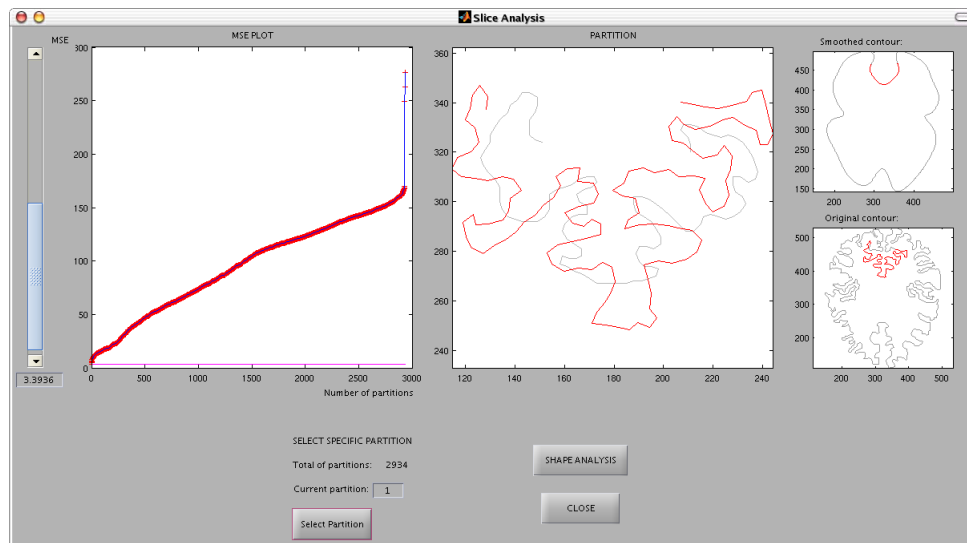 Slice Analysis
MSE
MSE PLOT
300
250
200
150
100
50
0
0 500 1000 1500 2000 2500 3000
Number of partitions
3.3936
PARTITION
360
340
320
300
280
260
240
120 140 160 180 200 220 240
Smoothed contour:
450
400
350
300
250
200
150
200 300 400
Original contour:
500
400
300
200
200 300 400 500
SELECT SPECIFIC PARTITION
Total of partitions: 2934
Current partition: 1
Select Partition
SHAPE ANALYSIS
CLOSE